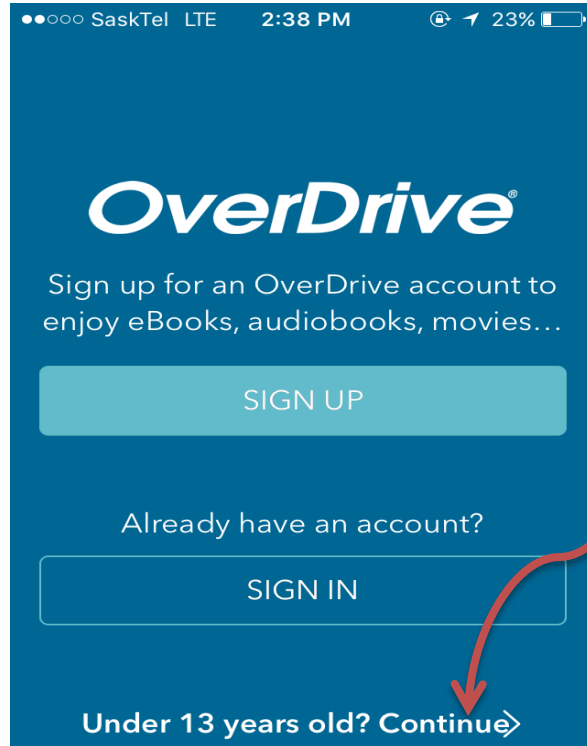 SaskTel LTE 2:38 PM 23%
OverDrive®
Sign up for an OverDrive account to
enjoy eBooks, audiobooks, movies...
SIGN UP
Already have an account?
SIGN IN
Under 13 years old? Continue>